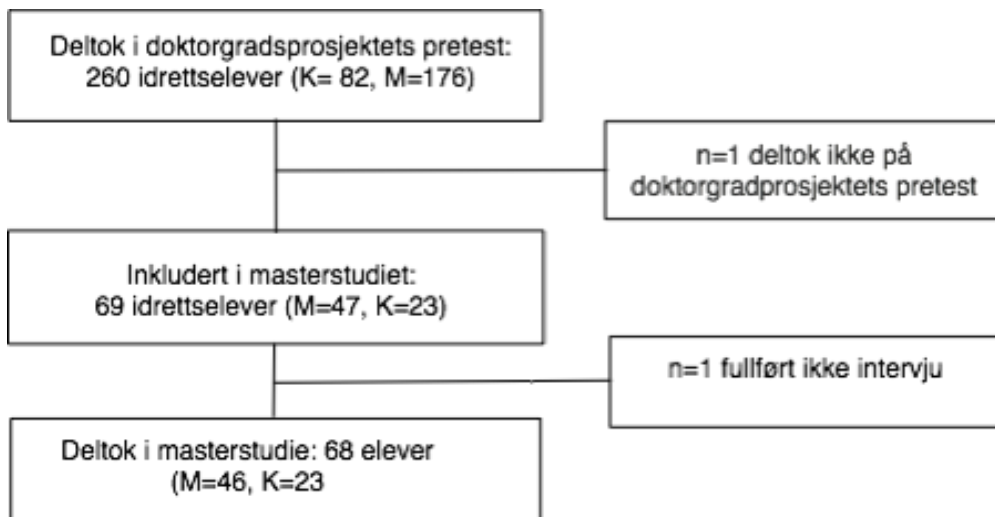 Deltok i doktorgradsprosjektets pretest:
260 idrettselever (K= 82, M=176)
n=1 deltok ikke på
doktorgradprosjektets pretest
Inkludert i masterstudiet:
69 idrettselever (M=47, K=23)
n=1 fullført ikke intervju
Deltok i masterstudie: 68 elever
(M=46, K=23